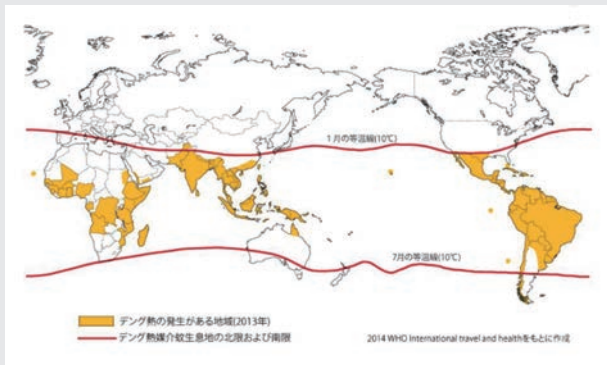 1月の等温線(10℃)
7月の等温線(10℃)
デング熱の発生がある地域(2013年)
デング熱媒介蚊生息地の北限および南限
2014 WHO International travel and healthをもとに作成